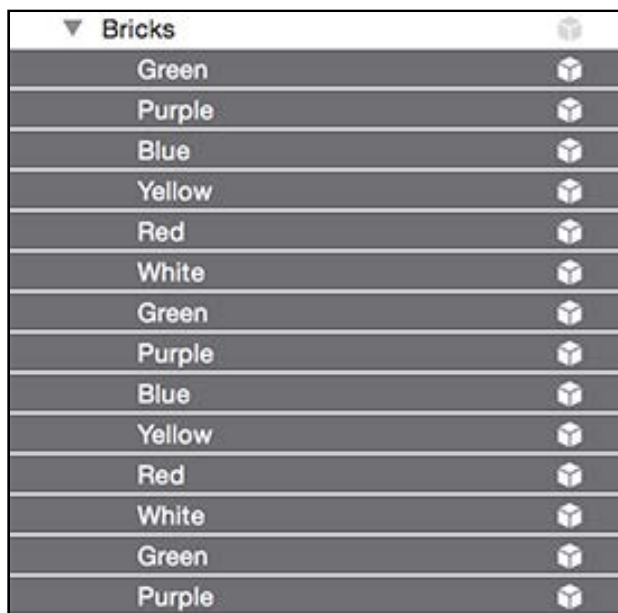 Bricks
Green
Purple
Blue
Yellow
Red
White
Green
Purple
Blue
Yellow
Red
White
Green
Purple